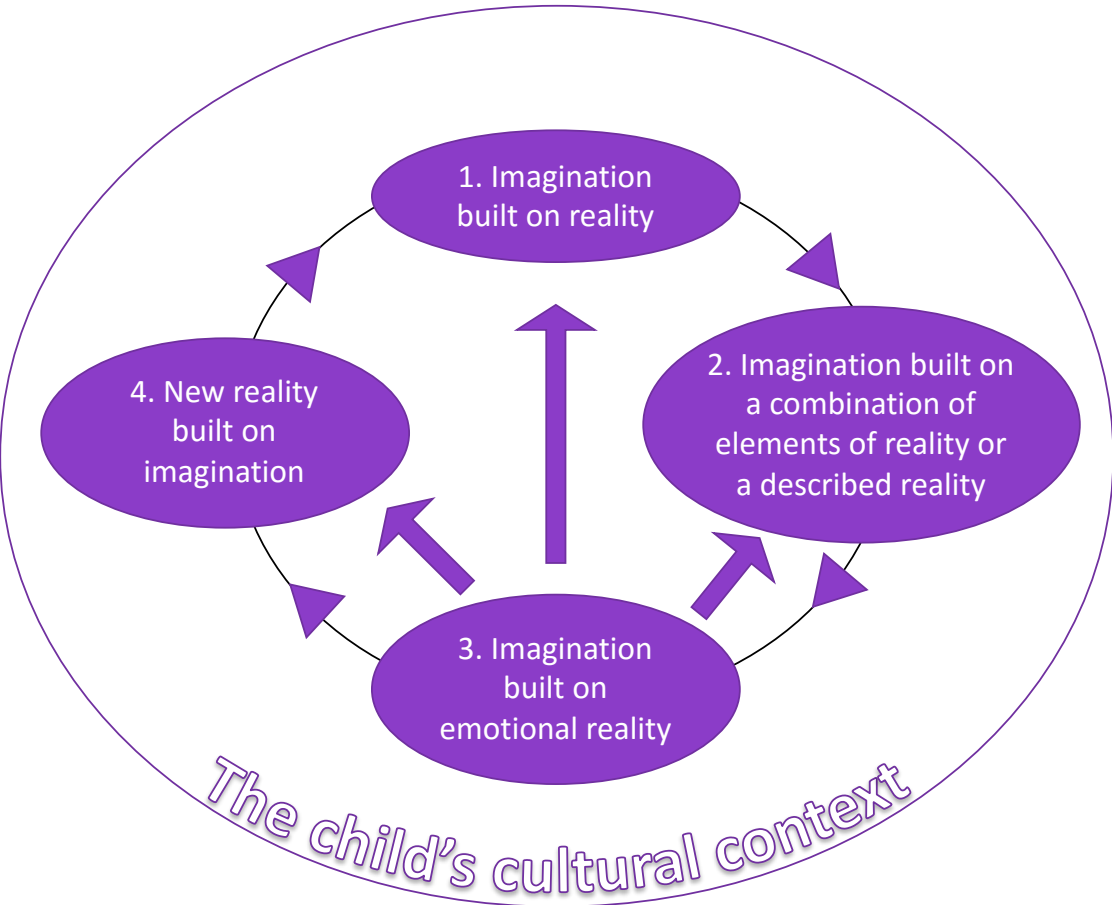 1. Imagination
built on reality
2. Imagination built on
a combination of
elements of reality or
a described reality
3. Imagination
built on
emotional reality
4. New reality
built on
imagination
The child's cultural context